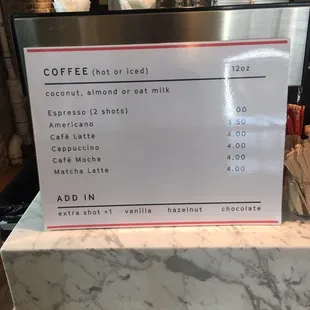 COFFEE (hot or iced) 12oz
coconut, almond or oat milk
Espresso (2 shots) .00
Americano .50
Café Latte 4.00
Cappuccino 4.00
Café Mocha 4.00
Matcha Latte 4.00
ADD IN
extra shot +1 vanilla hazelnut chocolate